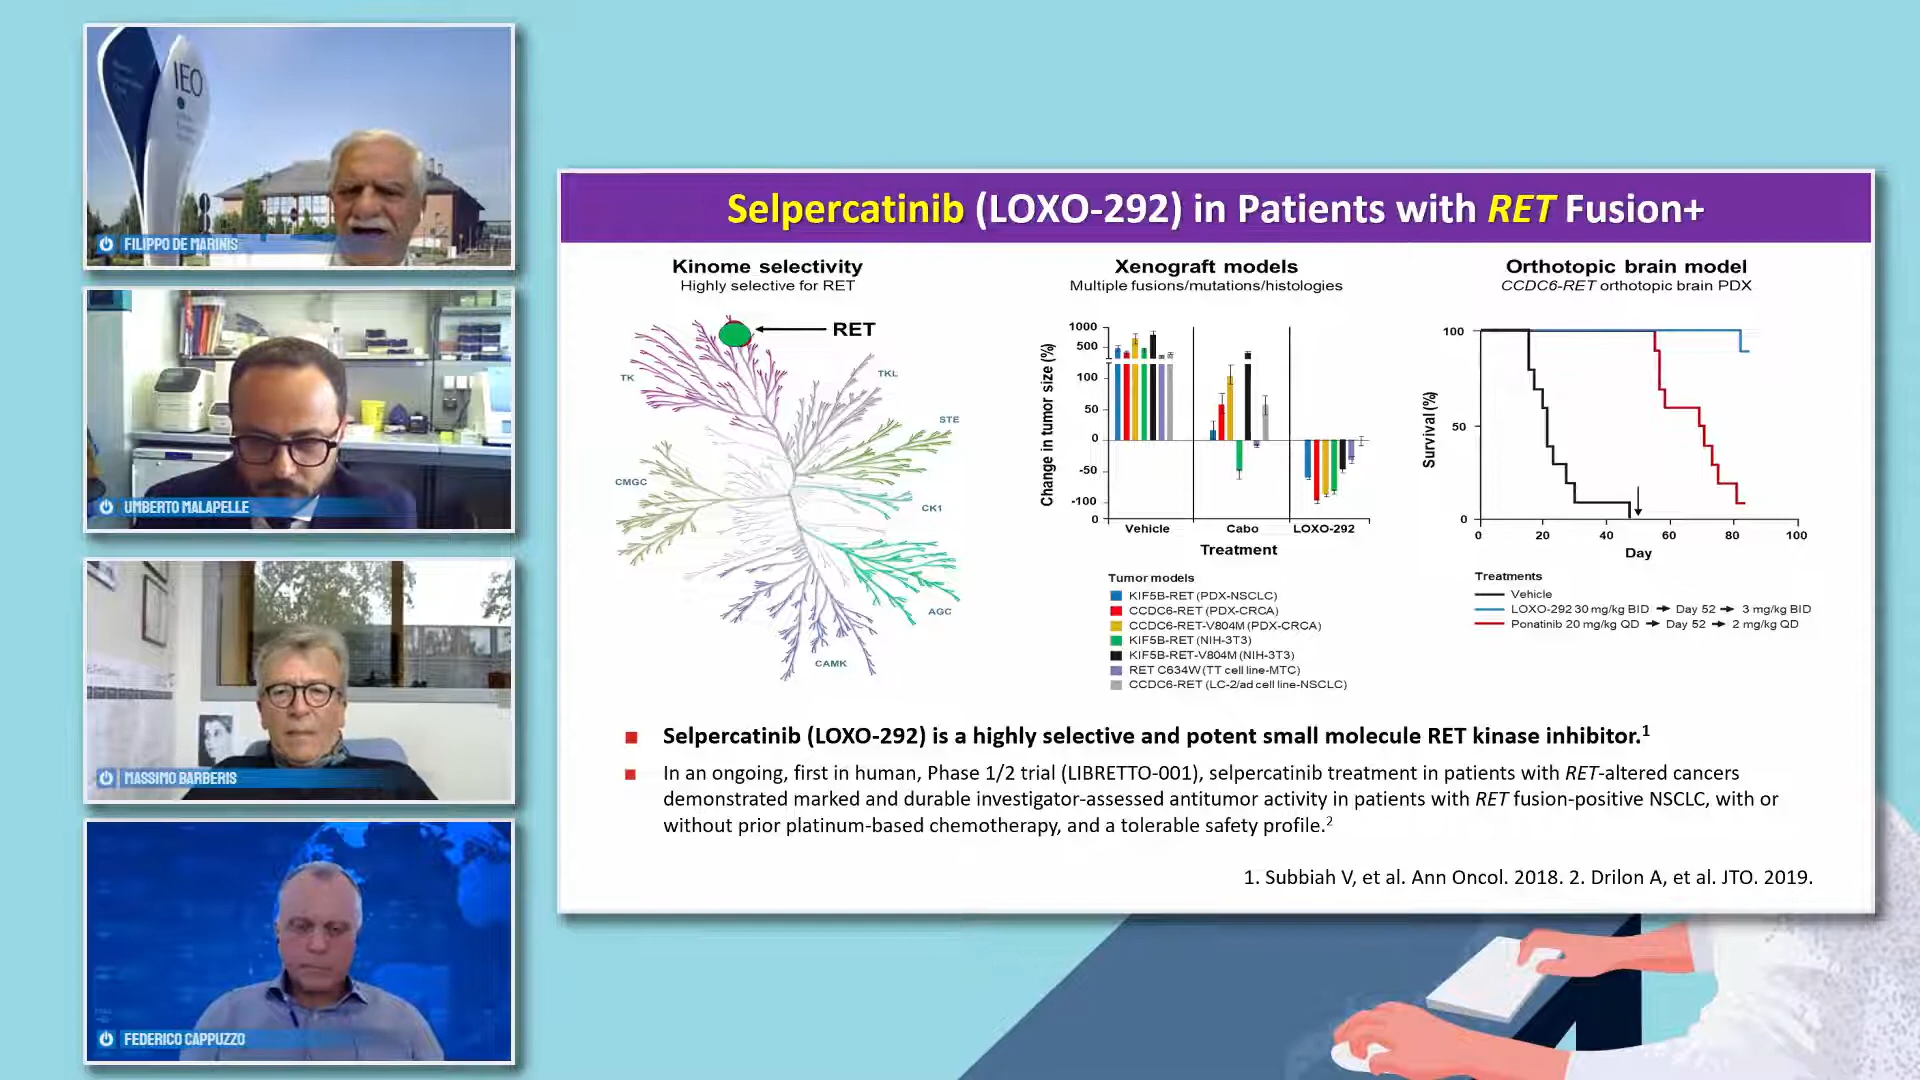 IEO
FILIPPO DE MARINIS
UMBERTO MALAPELLE
MASSIMO BARBERIS
FEDERICO CAPPUZZO
Selpercatinib (LOXO-292) in Patients with RET Fusion+
Kinome selectivity
Highly selective for RET
RET
TK
TKL
STE
CMGC
CK1
AGC
CAMK
Xenograft models
Multiple fusions/mutations/histologies
Change in tumor size (%)
1000
500
100
50
0
-50
-100
0
Vehicle Cabo LOXO-292
Treatment
Tumor models
KIF5B-RET (PDX-NSCLC)
CCDC6-RET (PDX-CRCA)
CCDC6-RET-V804M (PDX-CRCA)
KIF5B-RET (NIH-3T3)
KIF5B-RET-V804M (NIH-3T3)
RET C634W (TT cell line-MTC)
CCDC6-RET (LC-2/ad cell line-NSCLC)
Orthotopic brain model
CCDC6-RET orthotopic brain PDX
Survival (%)
100
50
0
0 20 40 60 80 100
Day
Treatments
Vehicle
LOXO-292 30 mg/kg BID → Day 52 → 3 mg/kg BID
Ponatinib 20 mg/kg QD → Day 52 → 2 mg/kg QD
■ Selpercatinib (LOXO-292) is a highly selective and potent small molecule RET kinase inhibitor.1
■ In an ongoing, first in human, Phase 1/2 trial (LIBRETTO-001), selpercatinib treatment in patients with RET-altered cancers
demonstrated marked and durable investigator-assessed antitumor activity in patients with RET fusion-positive NSCLC, with or
without prior platinum-based chemotherapy, and a tolerable safety profile.2
1. Subbiah V, et al. Ann Oncol. 2018. 2. Drilon A, et al. JTO. 2019.